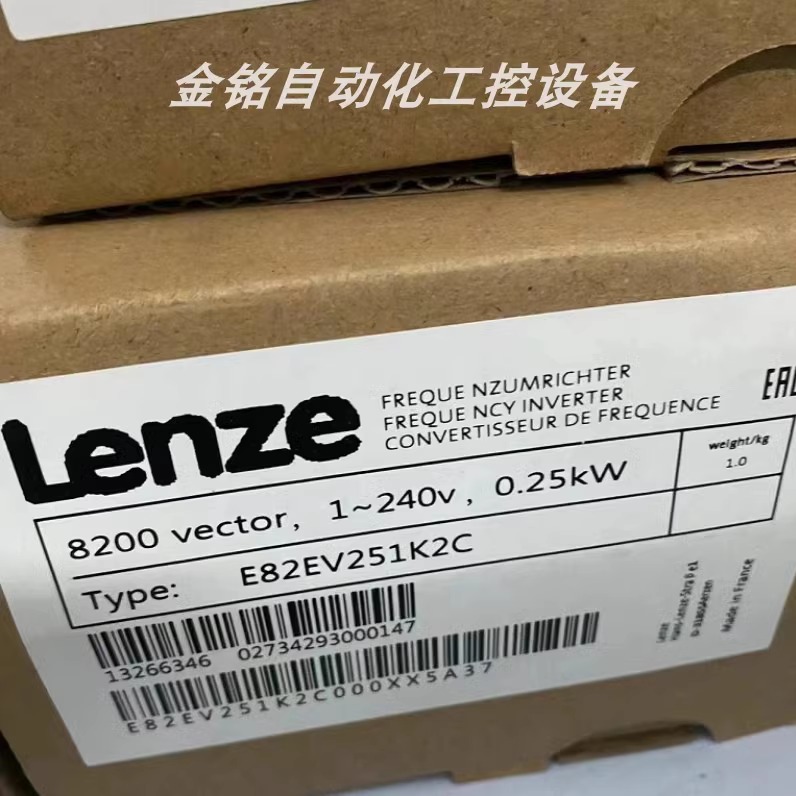 金铭自动化工控设备
Lenze
FREQUE NZUMRICHTER
FREQUE NCY INVERTER
CONVERTISSEUR DE FREQUENCE
EAC
8200 vector, 1~240v, 0.25kW
weight/kg
1.0
Type: E82EV251K2C
13266346 02734293000147
E82EV251K2C000XX5A37
Lenze
Made in France